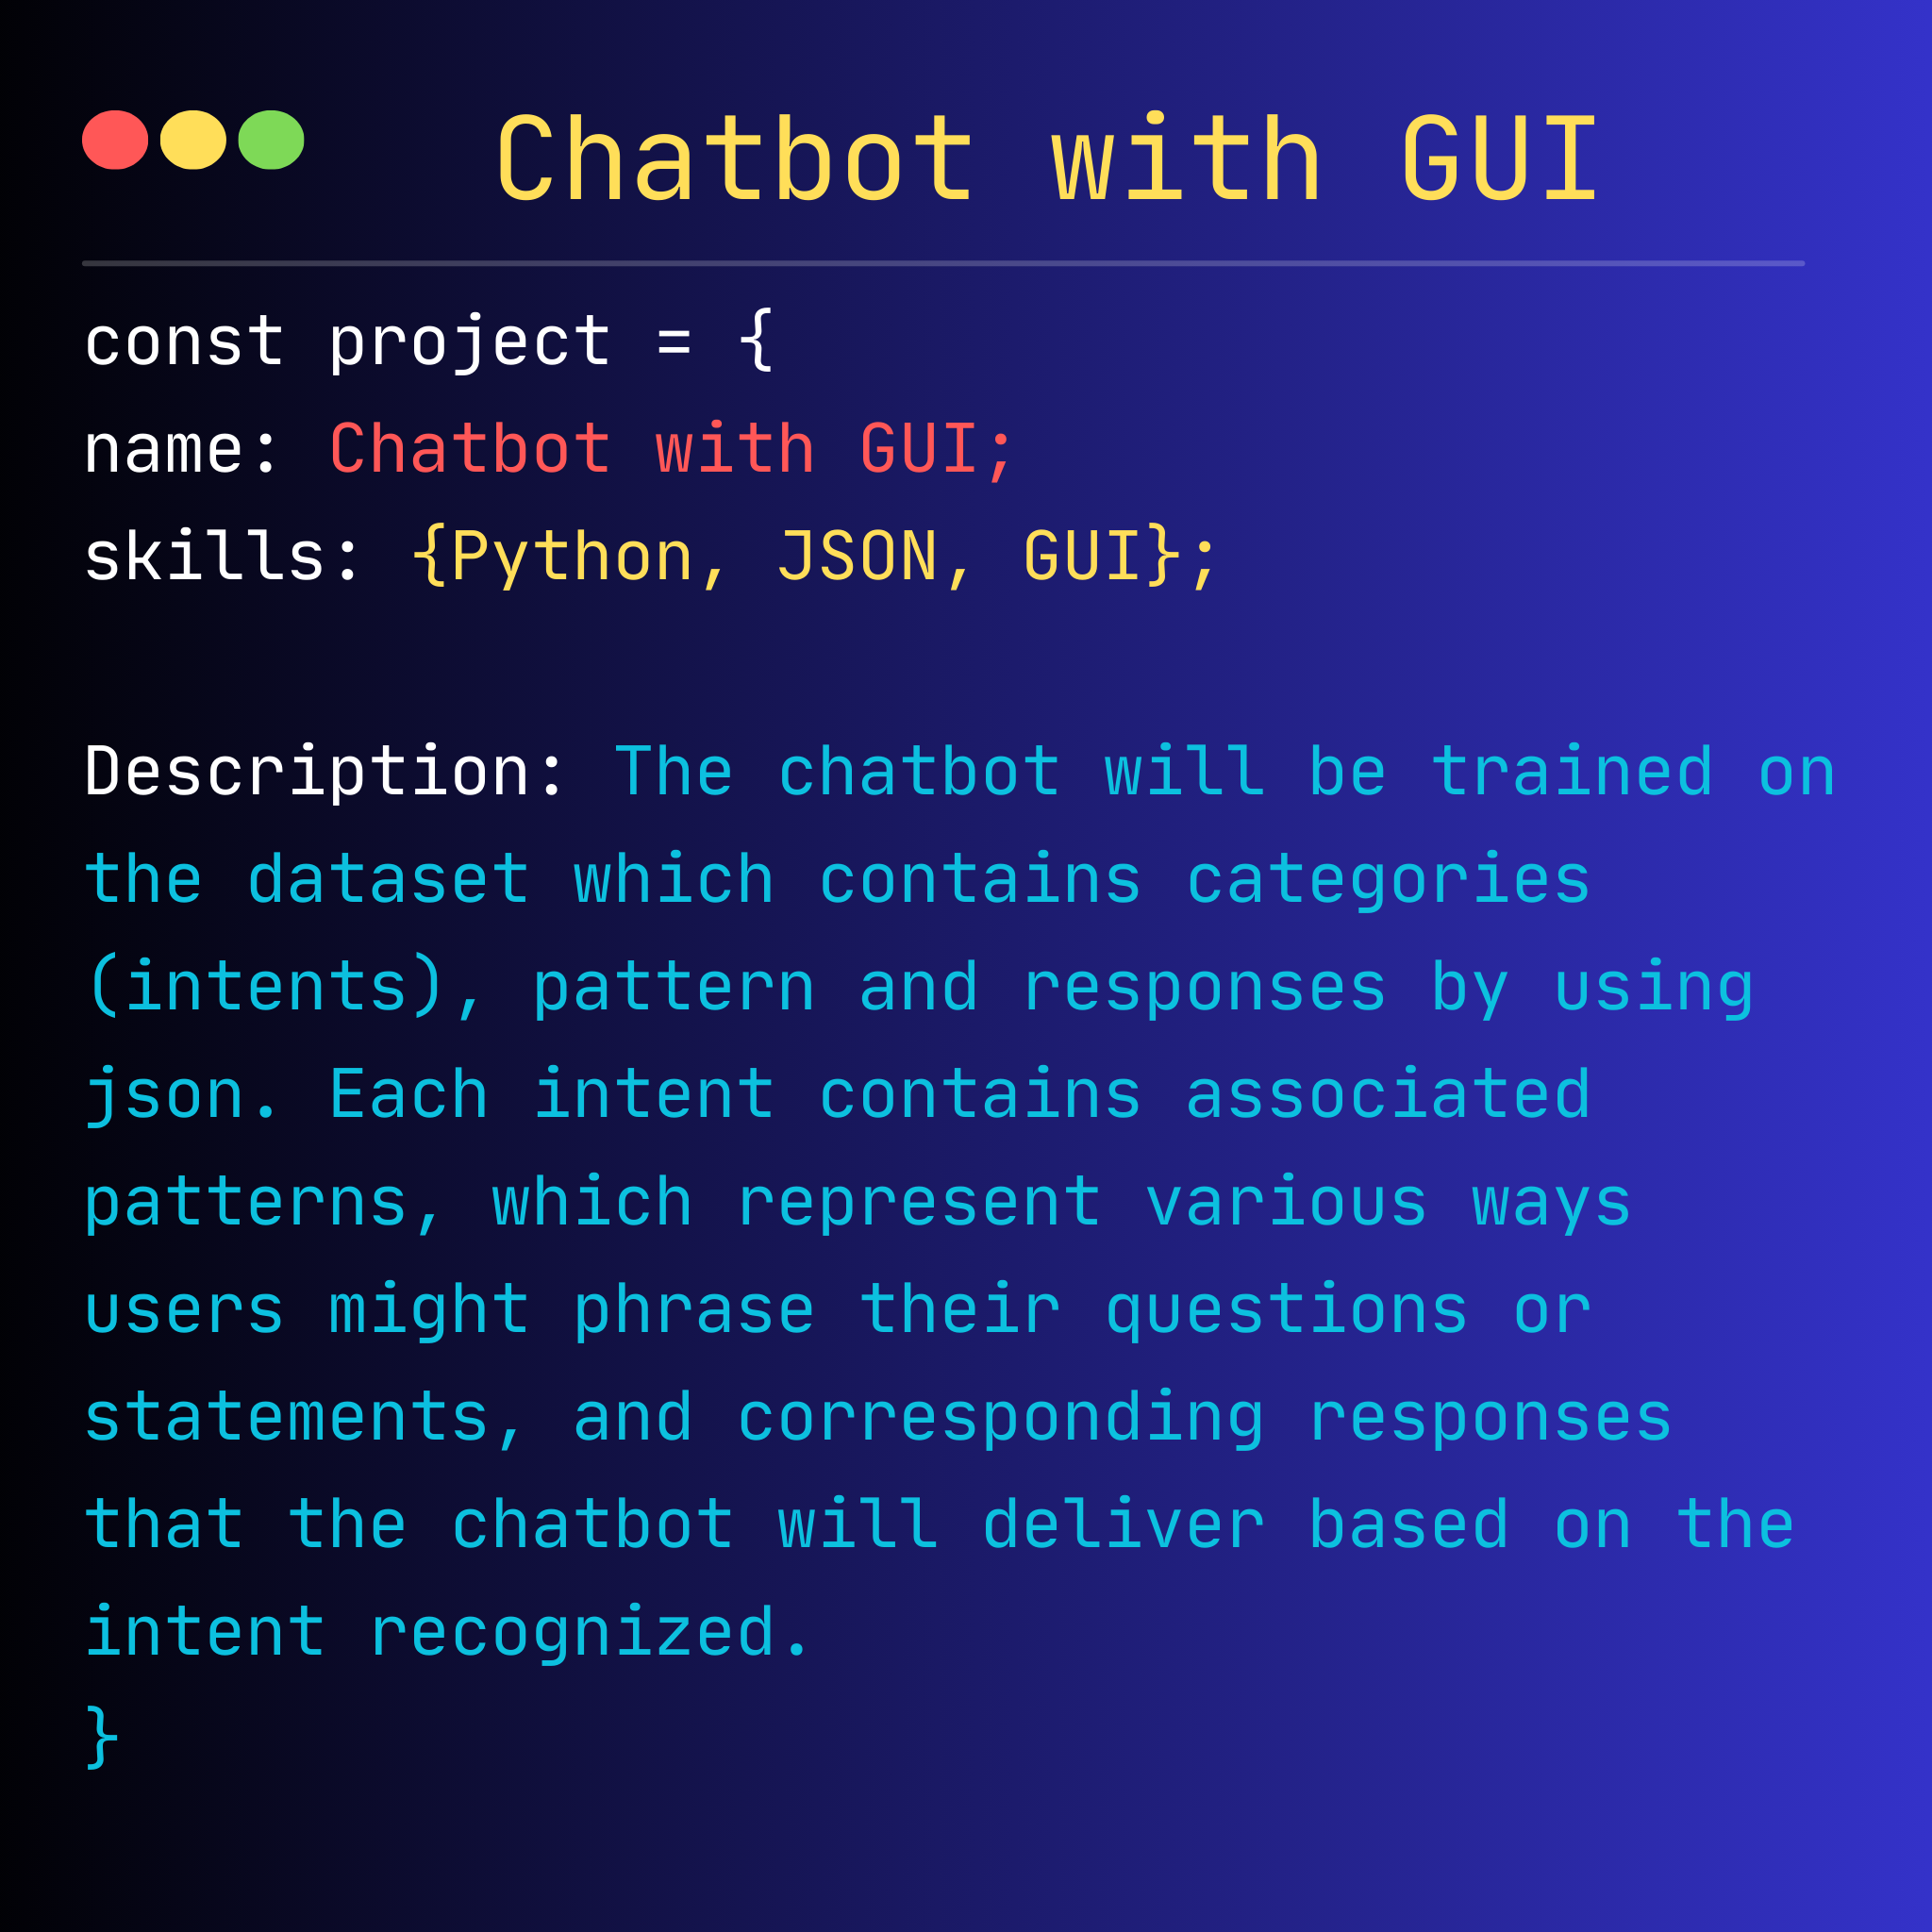 Chatbot with GUI
const project = {
name: Chatbot with GUI;
skills: {Python, JSON, GUI};
Description: The chatbot will be trained on
the dataset which contains categories
(intents), pattern and responses by using
json. Each intent contains associated
patterns, which represent various ways
users might phrase their questions or
statements, and corresponding responses
that the chatbot will deliver based on the
intent recognized.
}